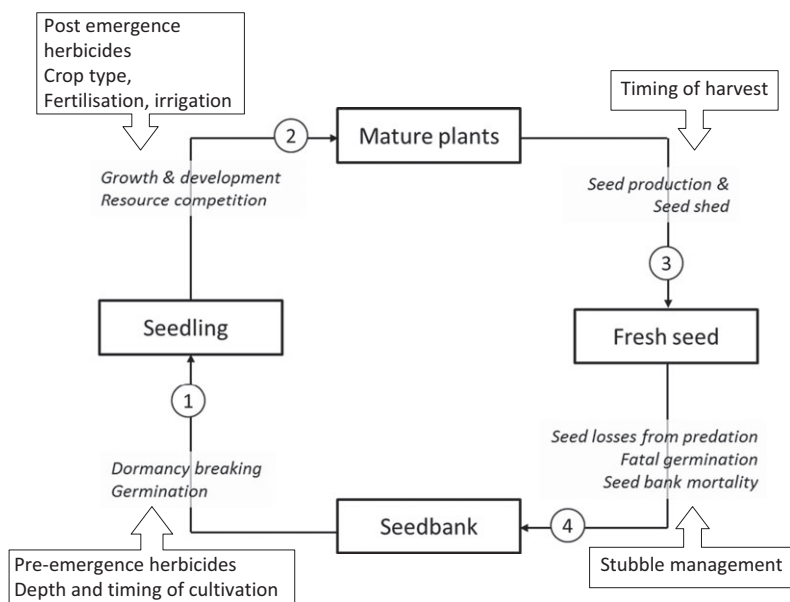 Post emergence
herbicides
Crop type,
Fertilisation, irrigation
Timing of harvest
2
Mature plants
Growth & development
Resource competition
Seed production &
Seed shed
3
Seedling
Fresh seed
1
Seed losses from predation
Fatal germination
Seed bank mortality
Dormancy breaking
Germination
Seedbank
4
Pre-emergence herbicides
Depth and timing of cultivation
Stubble management